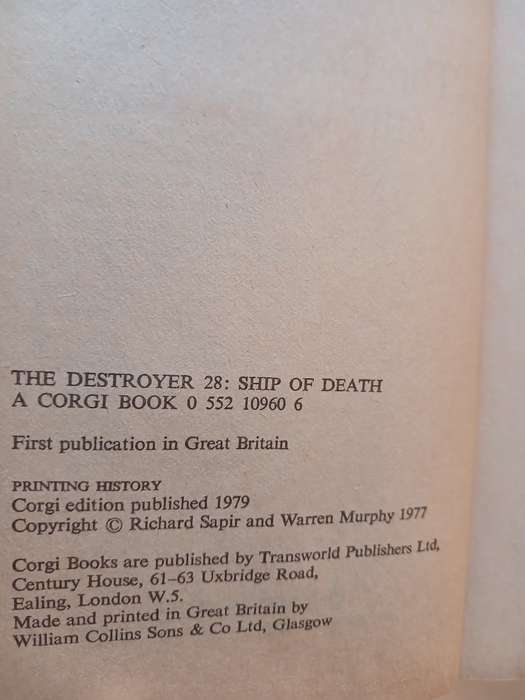 THE DESTROYER 28: SHIP OF DEATH
A CORGI BOOK 0 552 10960 6
First publication in Great Britain
PRINTING HISTORY
Corgi edition published 1979
Copyright © Richard Sapir and Warren Murphy 1977
Corgi Books are published by Transworld Publishers Ltd,
Century House, 61–63 Uxbridge Road,
Ealing, London W.5.
Made and printed in Great Britain by
William Collins Sons & Co Ltd, Glasgow